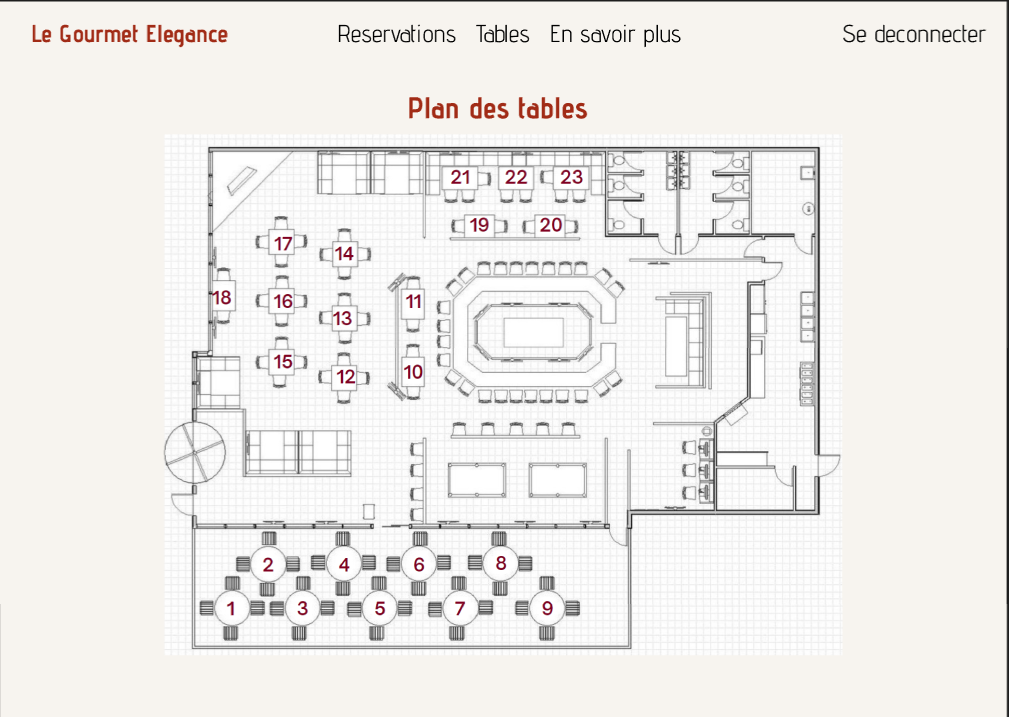 Le Gourmet Elegance Reservations Tables En savoir plus Se deconnecter
Plan des tables
21 22 23
19 20
17
14
18 16 11
13
15
12 10
2 4 6 8
1 3 5 7 9